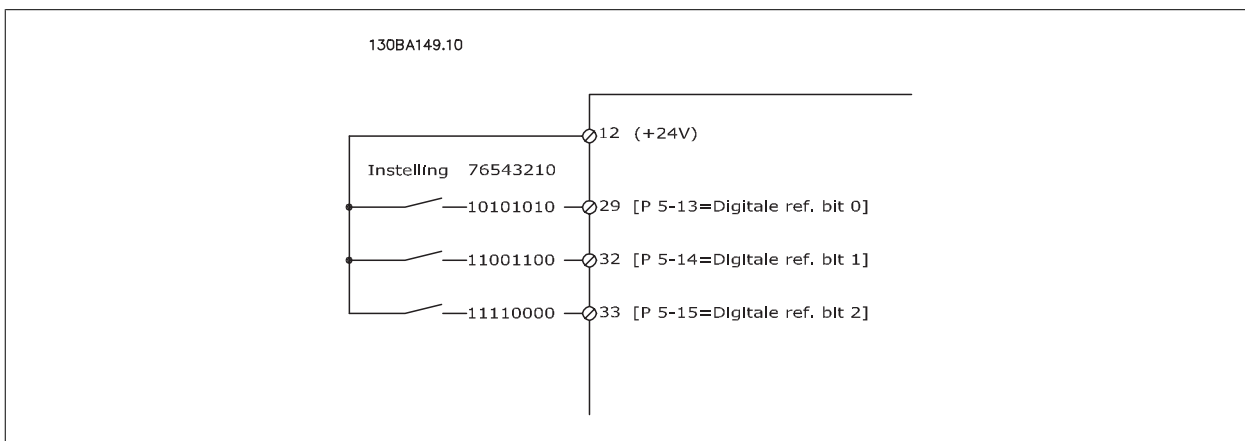 130BA149.10
12 (+24V)
Instelling 76543210
10101010 29 [P 5-13=Digitale ref. bit 0]
11001100 32 [P 5-14=Digitale ref. bit 1]
11110000 33 [P 5-15=Digitale ref. bit 2]